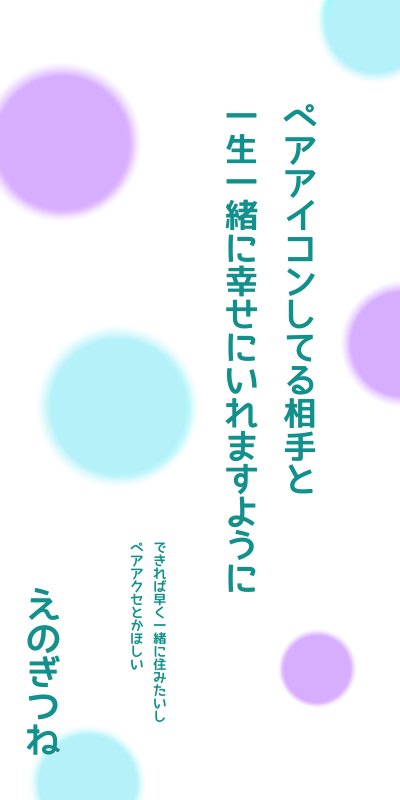 ペアアイコンしてる相手と
一生一緒に幸せにいれますように
できれば早く一緒に住みたいし
ペアアクセとかほしい
えのぎつね